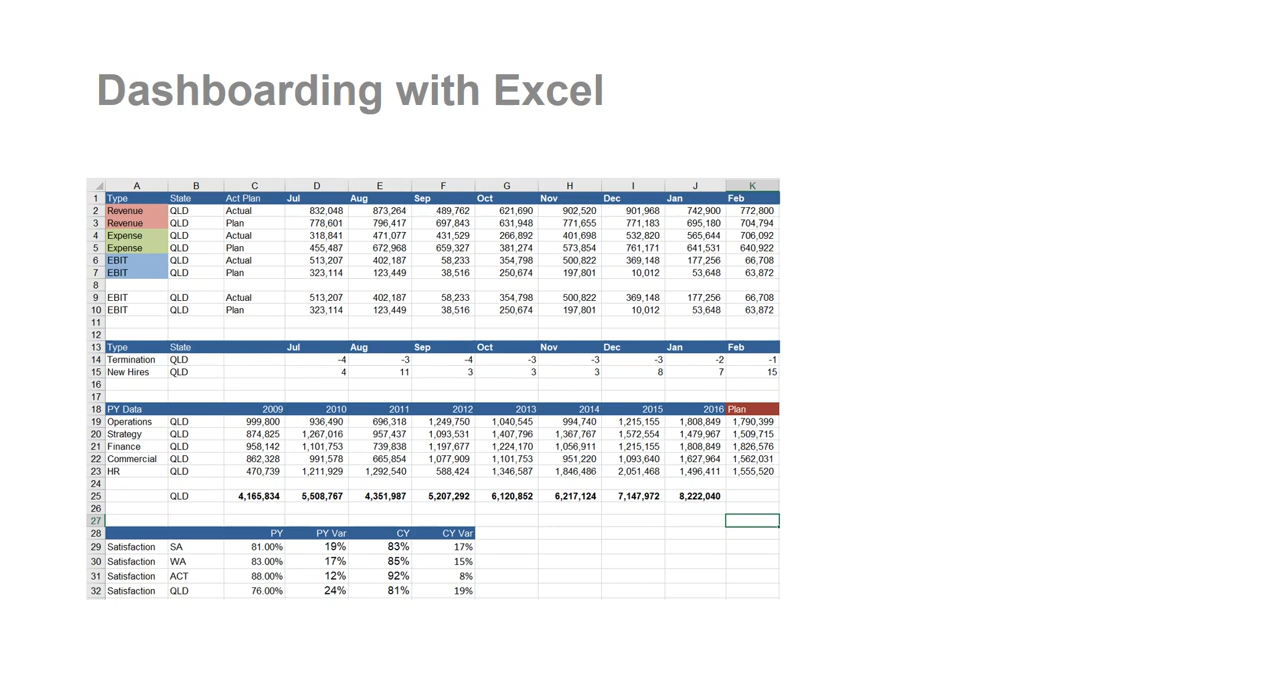 Dashboarding with Excel
A B C D E F G H I J K
1 Type State Act Plan Jul Aug Sep Oct Nov Dec Jan Feb
2 Revenue QLD Actual 832,048 873,264 489,762 621,690 902,520 901,968 742,900 772,800
3 Revenue QLD Plan 778,601 796,417 697,843 631,948 771,655 771,183 695,180 704,794
4 Expense QLD Actual 318,841 471,077 431,529 266,892 401,698 532,820 565,644 706,092
5 Expense QLD Plan 455,487 672,968 659,327 381,274 573,854 761,171 641,531 640,922
6 EBIT QLD Actual 513,207 402,187 58,233 354,798 500,822 369,148 177,256 66,708
7 EBIT QLD Plan 323,114 123,449 38,516 250,674 197,801 10,012 53,648 63,872
8
9 EBIT QLD Actual 513,207 402,187 58,233 354,798 500,822 369,148 177,256 66,708
10 EBIT QLD Plan 323,114 123,449 38,516 250,674 197,801 10,012 53,648 63,872
11
12
13 Type State Jul Aug Sep Oct Nov Dec Jan Feb
14 Termination QLD -4 -3 -4 -3 -3 -3 -2 -1
15 New Hires QLD 4 11 3 3 3 8 7 15
16
17
18 PY Data 2009 2010 2011 2012 2013 2014 2015 2016 Plan
19 Operations QLD 999,800 936,490 696,318 1,249,750 1,040,545 994,740 1,215,155 1,808,849 1,790,399
20 Strategy QLD 874,825 1,267,016 957,437 1,093,531 1,407,796 1,367,767 1,572,554 1,479,967 1,509,715
21 Finance QLD 958,142 1,101,753 739,838 1,197,677 1,224,170 1,056,911 1,215,155 1,808,849 1,826,576
22 Commercial QLD 862,328 991,578 665,854 1,077,909 1,101,753 951,220 1,093,640 1,627,964 1,562,031
23 HR QLD 470,739 1,211,929 1,292,540 588,424 1,346,587 1,846,486 2,051,468 1,496,411 1,555,520
24
25 QLD 4,165,834 5,508,767 4,351,987 5,207,292 6,120,852 6,217,124 7,147,972 8,222,040
26
27
28 PY PY Var CY CY Var
29 Satisfaction SA 81.00% 19% 83% 17%
30 Satisfaction WA 83.00% 17% 85% 15%
31 Satisfaction ACT 88.00% 12% 92% 8%
32 Satisfaction QLD 76.00% 24% 81% 19%